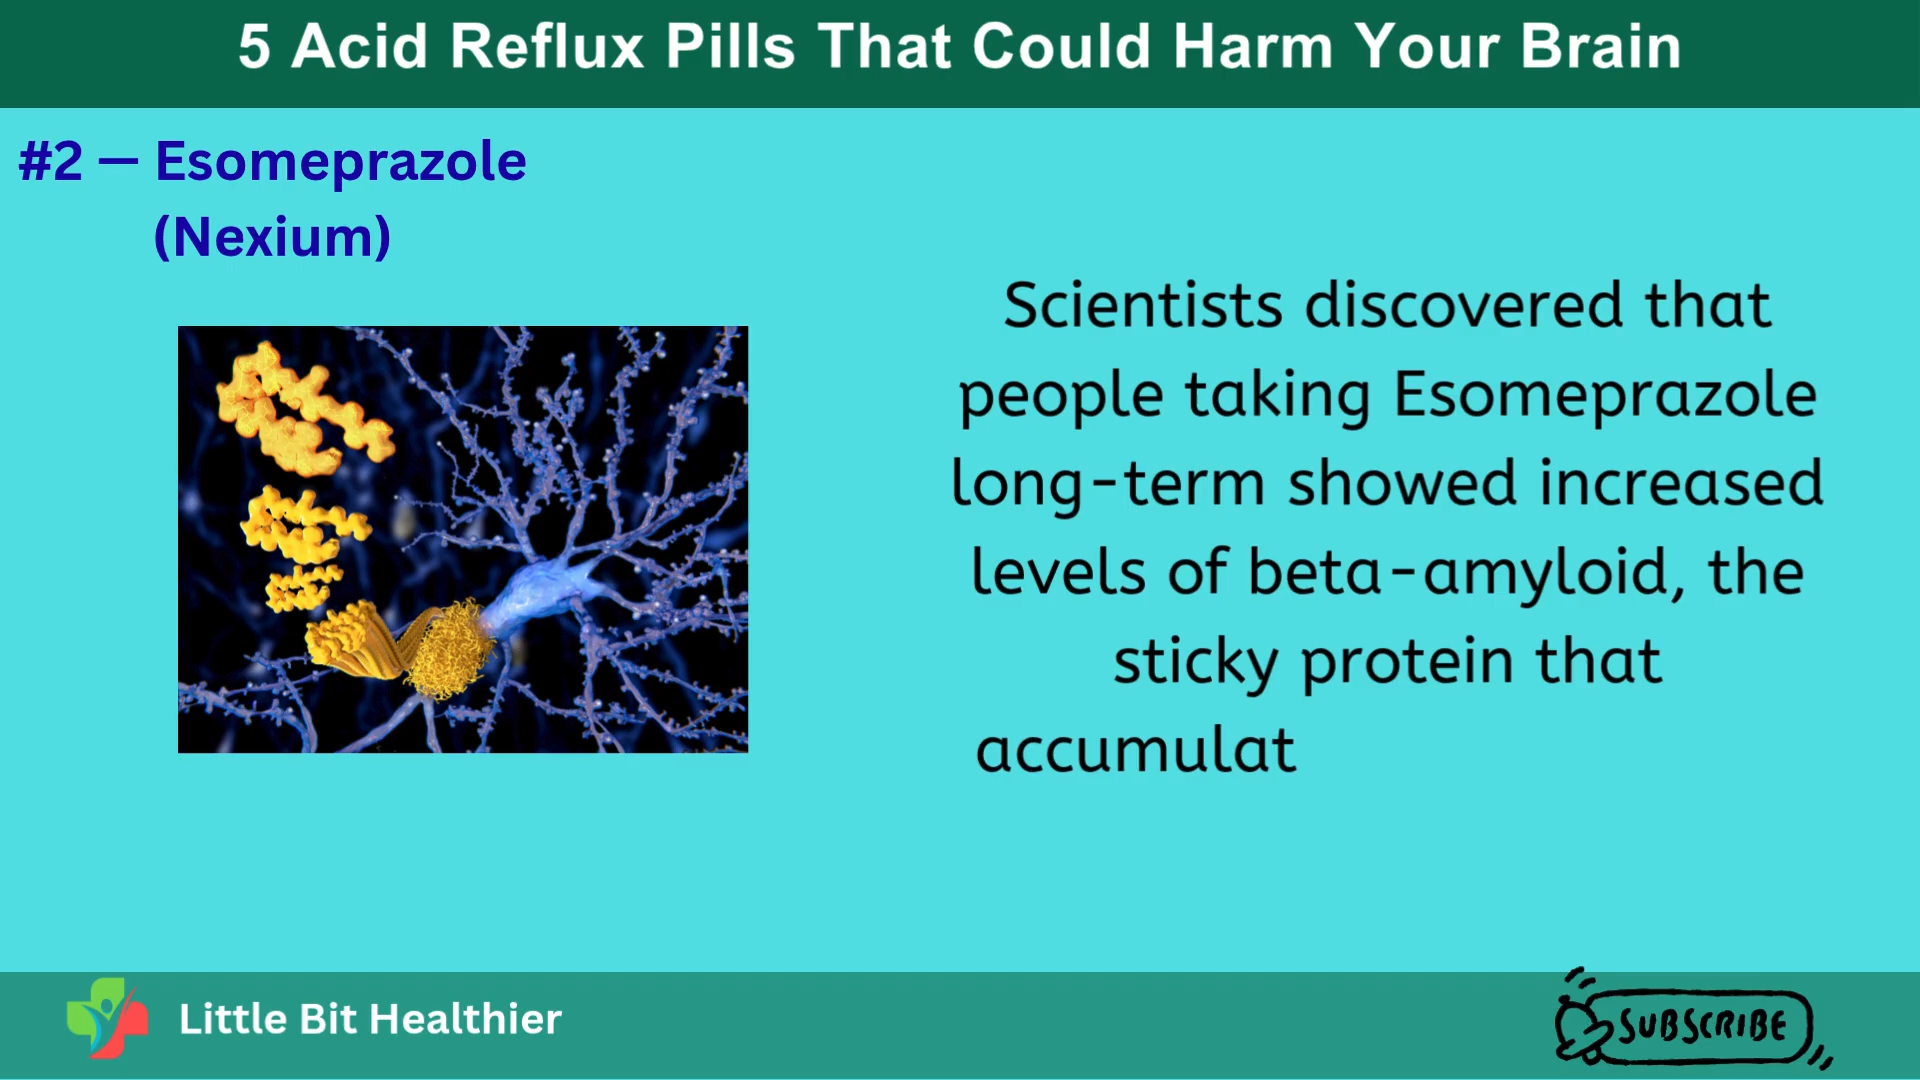 5 Acid Reflux Pills That Could Harm Your Brain
#2 — Esomeprazole
(Nexium)
Scientists discovered that
people taking Esomeprazole
long-term showed increased
levels of beta-amyloid, the
sticky protein that
accumulat
Little Bit Healthier
SUBSCRIBE